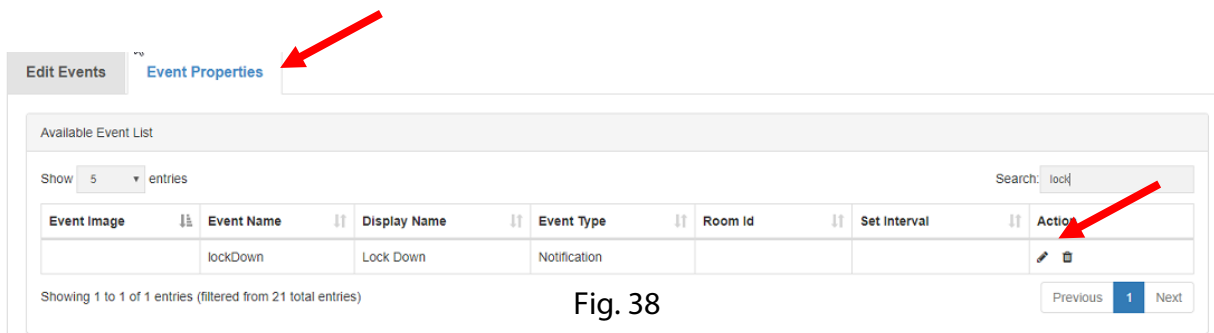 Edit Events Event Properties
Available Event List
Show 5 entries Search: lock
Event Image Event Name Display Name Event Type Room Id Set Interval Action
lockDown Lock Down Notification
Showing 1 to 1 of 1 entries (filtered from 21 total entries) Previous 1 Next
Fig. 38